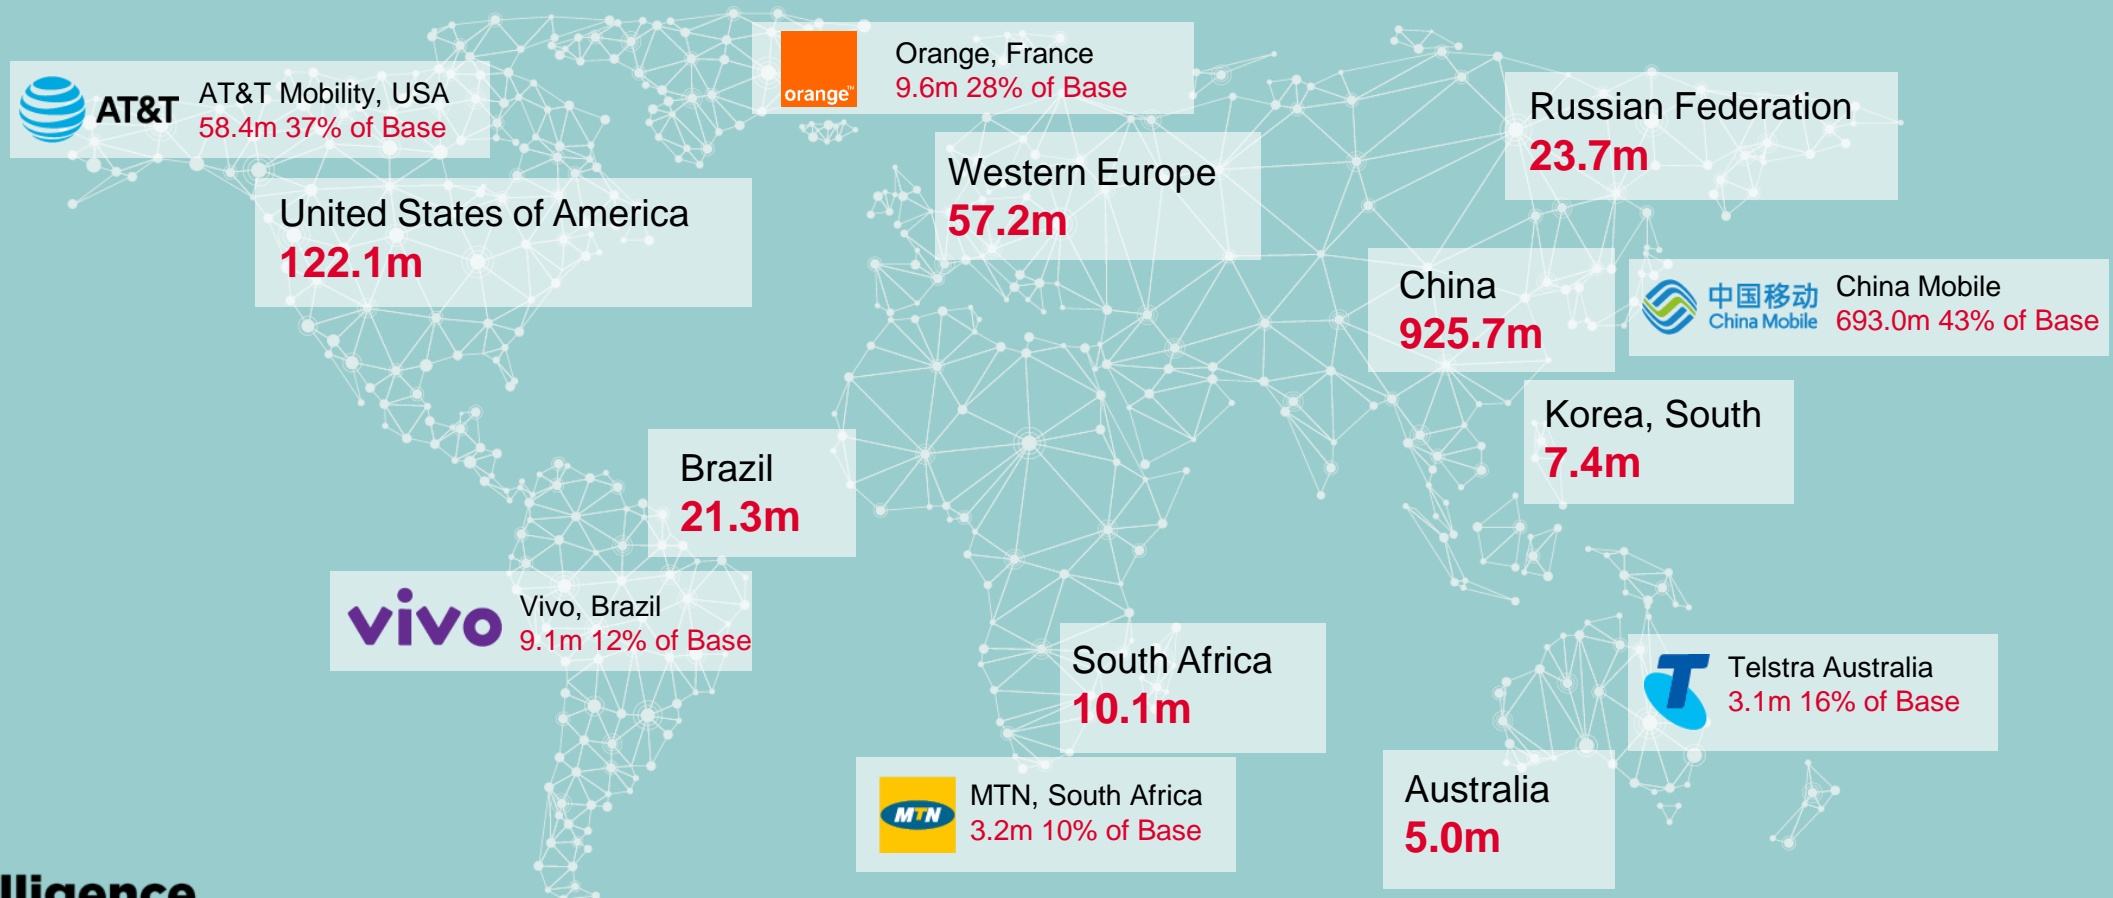 Orange, France
9.6m 28% of Base
orange™
AT&T
AT&T Mobility, USA
58.4m 37% of Base
Russian Federation
23.7m
Western Europe
57.2m
United States of America
122.1m
China
925.7m
中国移动
China Mobile
China Mobile
693.0m 43% of Base
Korea, South
7.4m
Brazil
21.3m
vivo
Vivo, Brazil
9.1m 12% of Base
South Africa
10.1m
T
Telstra Australia
3.1m 16% of Base
MTN
MTN, South Africa
3.2m 10% of Base
Australia
5.0m